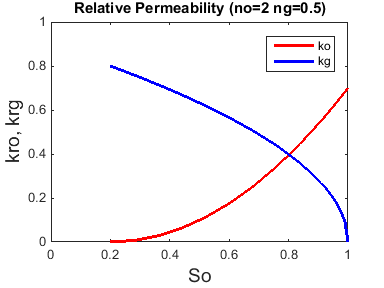 Relative Permeability (no=2 ng=0.5)
1
0.8
0.6
0.4
0.2
0
kro, krg
ko
kg
0 0.2 0.4 0.6 0.8 1
So